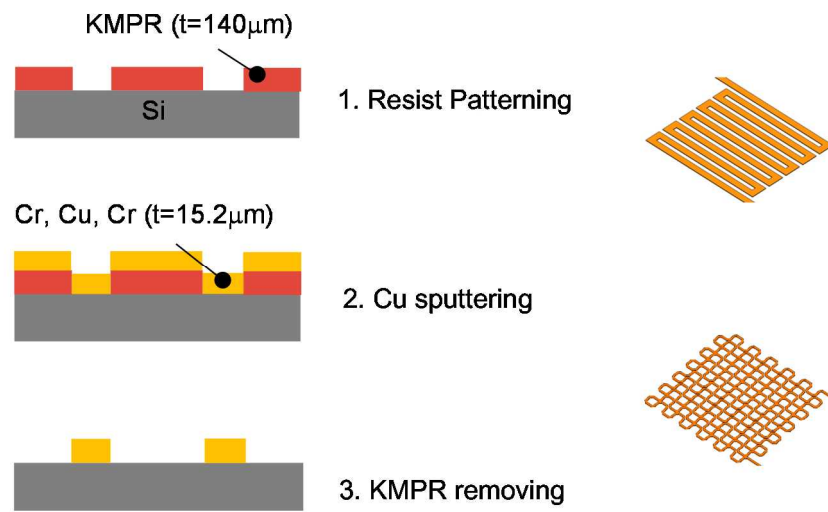 KMPR (t=140μm)
Si
1. Resist Patterning
Cr, Cu, Cr (t=15.2μm)
2. Cu sputtering
3. KMPR removing